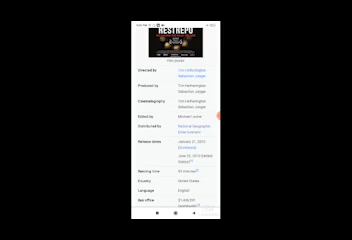 RESTREPO
Film poster
Directed by
Tim Hetherington
Sebastian Junger
Produced by
Tim Hetherington
Sebastian Junger
Cinematography
Tim Hetherington
Sebastian Junger
Edited by
Michael Levine
Distributed by
National Geographic
Entertainment
Release dates
January 21, 2010
(Sundance)
June 25, 2010 (United
States)
Running time
93 minutes
Country
United States
Language
English
Box office